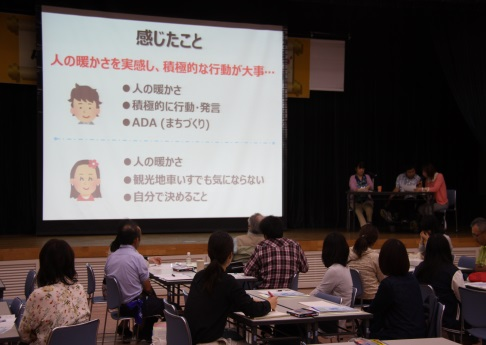 感じたこと
人の暖かさを実感し、積極的な行動が大事…
●人の暖かさ
●積極的に行動・発言
●ADA (まちづくり)
●人の暖かさ
●観光地車いすでも気にならない
●自分で決めること